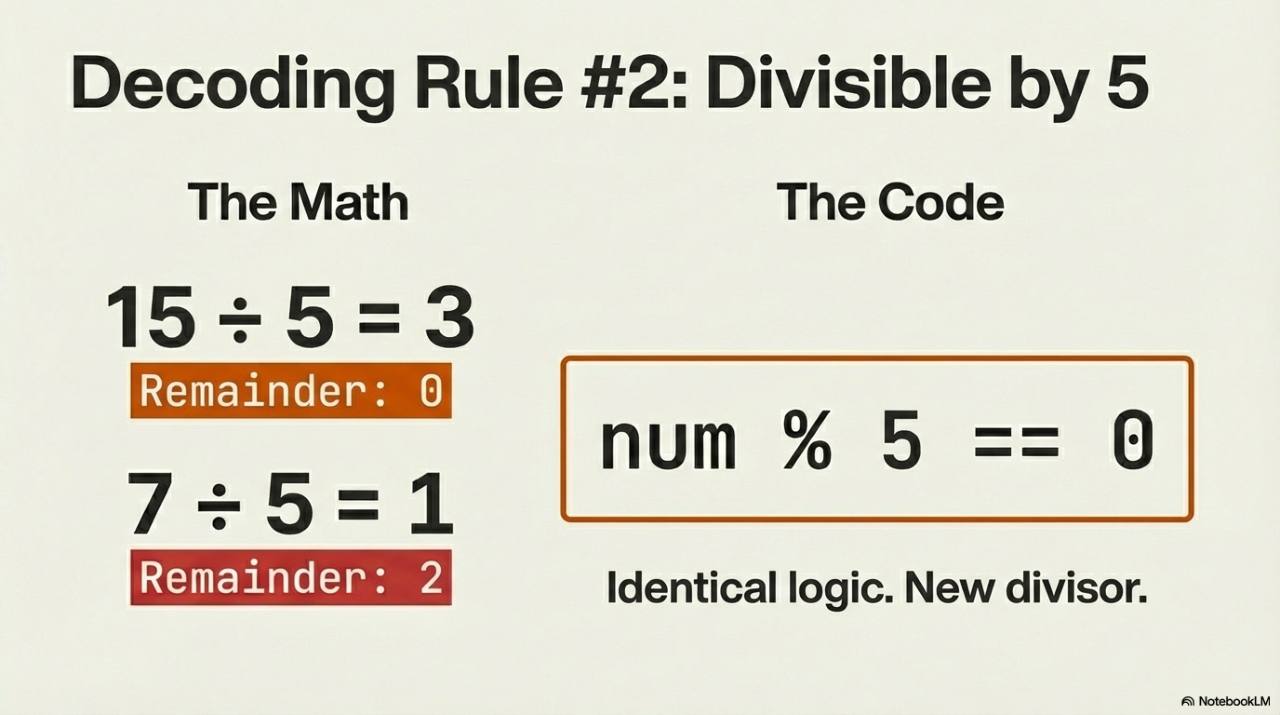 Decoding Rule #2: Divisible by 5
The Math
15 ÷ 5 = 3
Remainder: 0
7 ÷ 5 = 1
Remainder: 2
The Code
num % 5 == 0
Identical logic. New divisor.
NotebookLM